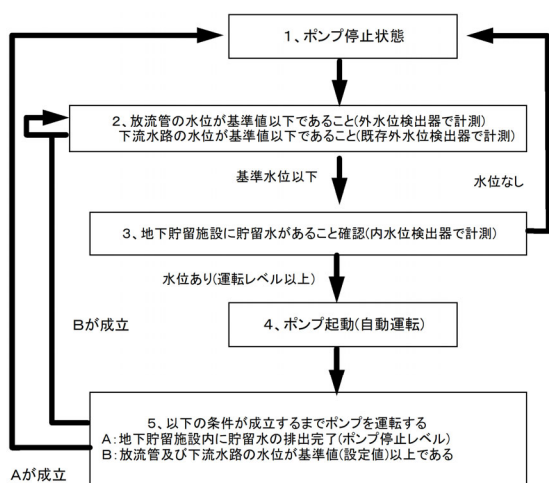 １、ポンプ停止状態
２、放流管の水位が基準値以下であること(外水位検出器で計測)
下流水路の水位が基準値以下であること(既存外水位検出器で計測)
基準水位以下
水位なし
３、地下貯留施設に貯留水があること確認(内水位検出器で計測)
水位あり(運転レベル以上)
Ｂが成立
４、ポンプ起動(自動運転)
５、以下の条件が成立するまでポンプを運転する
Ａ：地下貯留施設内に貯留水の排出完了(ポンプ停止レベル)
Ｂ：放流管及び下流水路の水位が基準値(設定値)以上である
Ａが成立